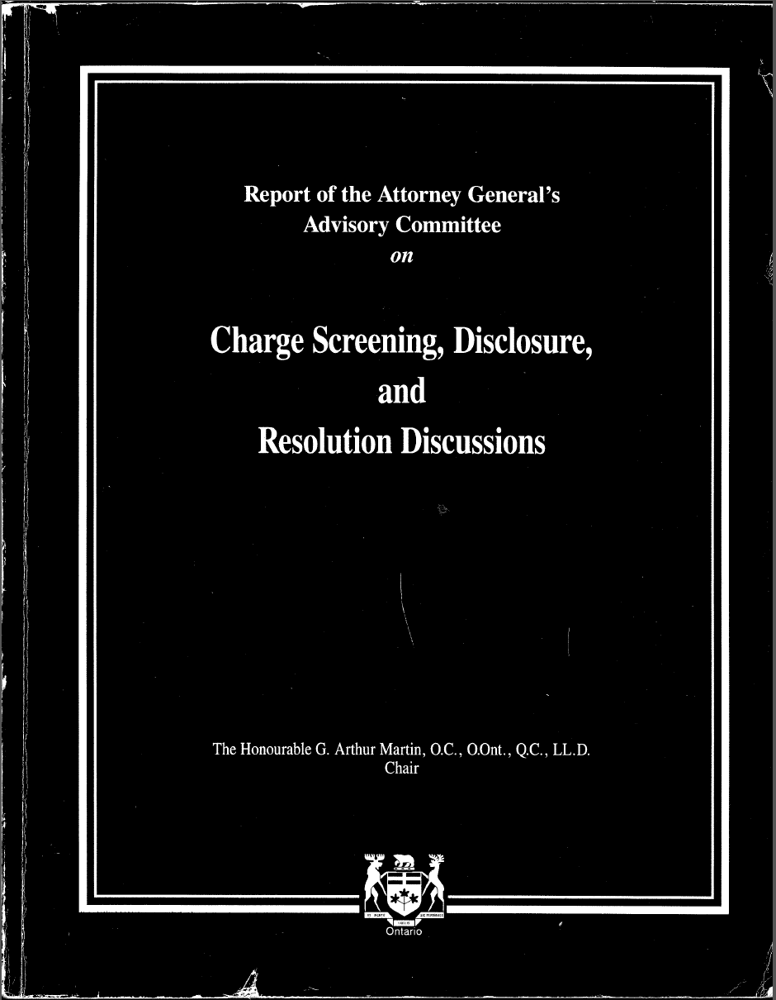 Report of the Attorney General's
Advisory Committee
on
Charge Screening, Disclosure,
and
Resolution Discussions
The Honourable G. Arthur Martin, O.C., O.Ont., Q.C., LL.D.
Chair
Ontario